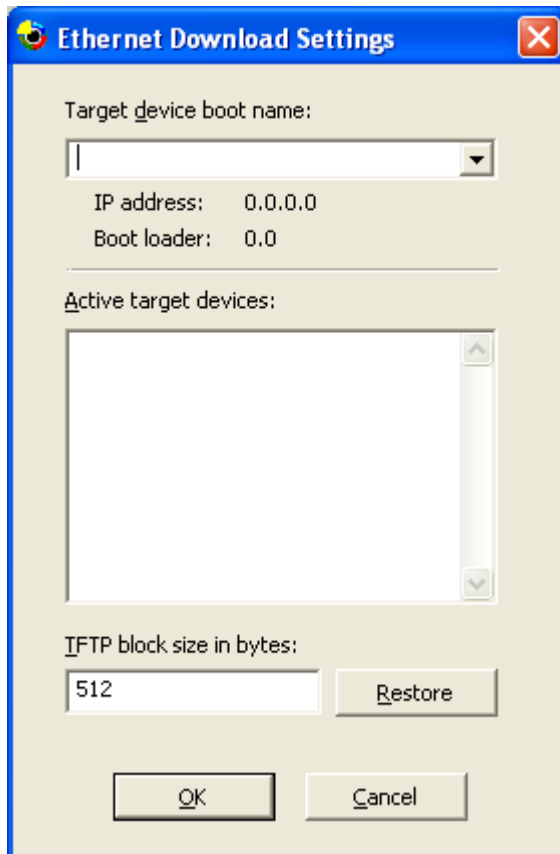 Ethernet Download Settings
Target device boot name:
IP address: 0.0.0.0
Boot loader: 0.0
Active target devices:
TFTP block size in bytes:
512 Restore
OK Cancel